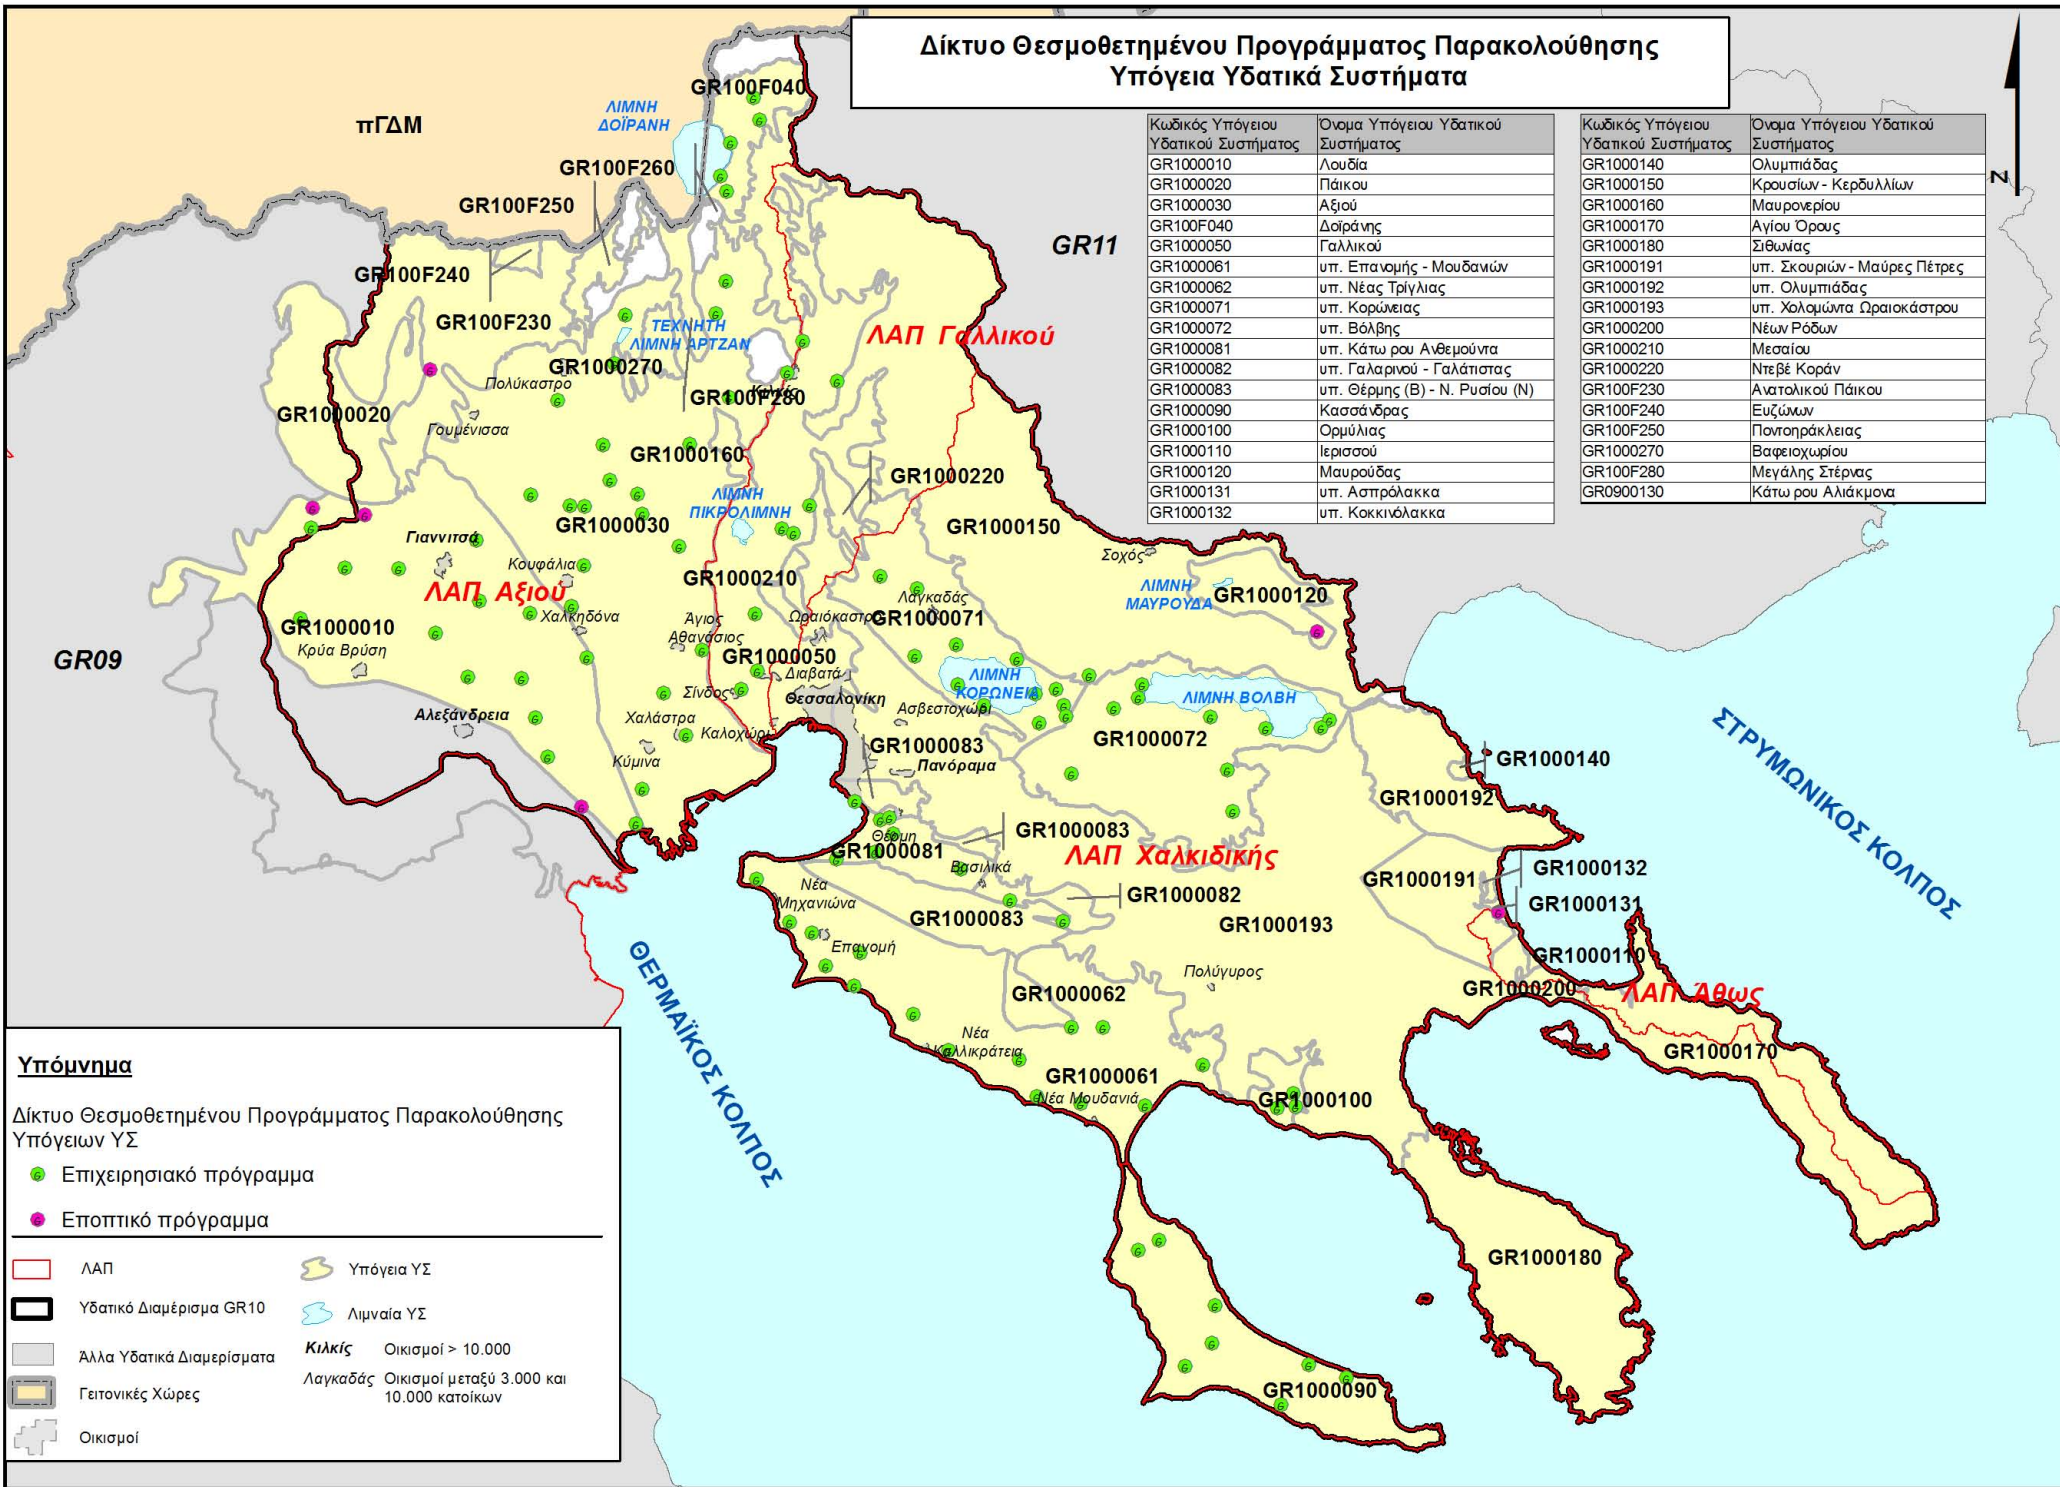 Δίκτυο Θεσμοθετημένου Προγράμματος Παρακολούθησης
Υπόγεια Υδατικά Συστήματα
Κωδικός Υπόγειου Υδατικού Συστήματος Όνομα Υπόγειου Υδατικού Συστήματος
GR1000010 Λουδία
GR1000020 Πάικου
GR1000030 Αξιού
GR100F040 Δοϊράνης
GR1000050 Γαλλικού
GR1000061 υπ. Επανομής - Μουδανιών
GR1000062 υπ. Νέας Τρίγλιας
GR1000071 υπ. Κορώνειας
GR1000072 υπ. Βόλβης
GR1000081 υπ. Κάτω ρου Ανθεμούντα
GR1000082 υπ. Γαλαρινού - Γαλάτιστας
GR1000083 υπ. Θέρμης (Β) - Ν. Ρυσίου (Ν)
GR1000090 Κασσάνδρας
GR1000100 Ορμύλιας
GR1000110 Ιερισσού
GR1000120 Μαυρούδας
GR1000131 υπ. Ασπρόλακκα
GR1000132 υπ. Κοκκινόλακκα
Κωδικός Υπόγειου Υδατικού Συστήματος Όνομα Υπόγειου Υδατικού Συστήματος
GR1000140 Ολυμπιάδας
GR1000150 Κρουσίων - Κερδυλλίων
GR1000160 Μαυρονερίου
GR1000170 Αγίου Όρους
GR1000180 Σιθωνίας
GR1000191 υπ. Σκουριών - Μαύρες Πέτρες
GR1000192 υπ. Ολυμπιάδας
GR1000193 υπ. Χολομώντα Ωραιοκάστρου
GR1000200 Νέων Ρόδων
GR1000210 Μεσαίου
GR1000220 Ντεβέ Κοράν
GR100F230 Ανατολικού Πάικου
GR100F240 Ευζώνων
GR100F250 Ποντοηράκλειας
GR1000270 Βαφειοχωρίου
GR100F280 Μεγάλης Στέρνας
GR0900130 Κάτω ρου Αλιάκμονα
N
πΓΔΜ
ΛΙΜΝΗ
ΔΟΪΡΑΝΗ
GR100F040
GR100F260
GR100F250
GR11
GR100F240
GR100F230
ΤΕΧΝΗΤΗ
ΛΙΜΝΗ ΑΡΤΖΑΝ
ΛΑΠ Γαλλικού
GR1000270
Πολύκαστρο
GR100F280
Κιλκίς
GR1000020
Γουμένισσα
GR1000160
GR1000220
ΛΙΜΝΗ
ΠΙΚΡΟΛΙΜΝΗ
GR1000030
GR1000150
Γιαννιτσά
Σοχός
Κουφάλια
GR1000210
ΛΑΠ Αξιού
ΛΙΜΝΗ
ΜΑΥΡΟΥΔΑ
GR1000120
Λαγκαδάς
Χαλκηδόνα
Άγιος
Αθανάσιος
Ωραιόκαστρο
GR1000071
GR1000010
Κρύα Βρύση
GR09
GR1000050
Διαβατά
ΛΙΜΝΗ
ΚΟΡΩΝΕΙΑ
ΛΙΜΝΗ ΒΟΛΒΗ
Σίνδος
Θεσσαλονίκη
Ασβεστοχώρι
Αλεξάνδρεια
Χαλάστρα
Καλοχώρι
GR1000083
GR1000072
Πανόραμα
Κύμινα
GR1000140
GR1000192
ΣΤΡΥΜΩΝΙΚΟΣ ΚΟΛΠΟΣ
Θέρμη
GR1000083
GR1000081
ΛΑΠ Χαλκιδικής
Βασιλικά
GR1000191
GR1000132
Νέα
Μηχανιώνα
GR1000082
GR1000131
GR1000083
GR1000193
Επανομή
GR1000110
Πολύγυρος
GR1000062
GR1000200
ΛΑΠ Άθως
ΘΕΡΜΑΪΚΟΣ ΚΟΛΠΟΣ
Νέα
Καλλικράτεια
GR1000170
GR1000061
Νέα Μουδανιά
GR1000100
GR1000180
GR1000090
Υπόμνημα
Δίκτυο Θεσμοθετημένου Προγράμματος Παρακολούθησης
Υπόγειων ΥΣ
G Επιχειρησιακό πρόγραμμα
G Εποπτικό πρόγραμμα
ΛΑΠ
Υδατικό Διαμέρισμα GR10
Άλλα Υδατικά Διαμερίσματα
Γειτονικές Χώρες
Οικισμοί
Υπόγεια ΥΣ
Λιμναία ΥΣ
Κιλκίς Οικισμοί > 10.000
Λαγκαδάς Οικισμοί μεταξύ 3.000 και
10.000 κατοίκων